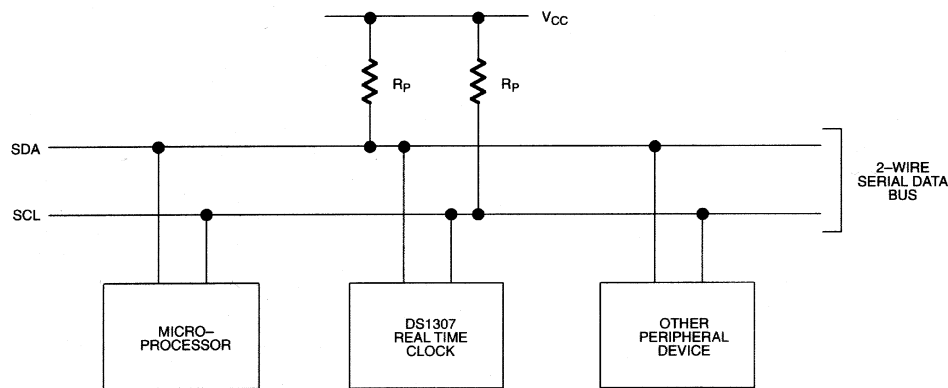 VCC
RP
RP
SDA
SCL
2–WIRE
SERIAL DATA
BUS
MICRO–
PROCESSOR
DS1307
REAL TIME
CLOCK
OTHER
PERIPHERAL
DEVICE